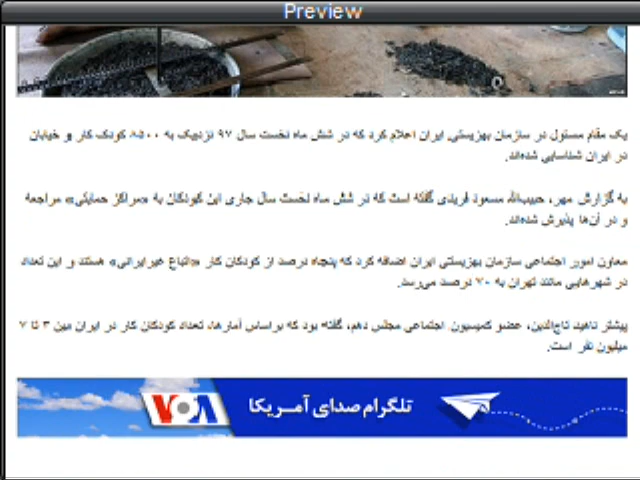 Preview
یک مقام مسئول در سازمان بهزیستی ایران اعلام کرد که در شش ماه نخست سال ۹۷ نزدیک به ۸۵۰۰ کودک کار و خیابان
در ایران شناسایی شده‌اند.
به گزارش مهر، حبیب‌الله مسعود فریدی گفته است که در شش ماه نخست سال جاری این کودکان به «مراکز حمایتی» مراجعه
و در آن‌ها پذیرش شده‌اند.
معاون امور اجتماعی سازمان بهزیستی ایران اضافه کرد که پنجاه درصد از کودکان کار «اتباع غیرایرانی» هستند و این تعداد
در شهرهایی مانند تهران به ۷۰ درصد می‌رسد.
پیشتر ناهید تاج‌الدین، عضو کمیسیون اجتماعی مجلس دهم، گفته بود که براساس آمارها، تعداد کودکان کار در ایران بین ۳ تا ۷
میلیون نفر است.
تلگرام صدای آمریکا
VOA